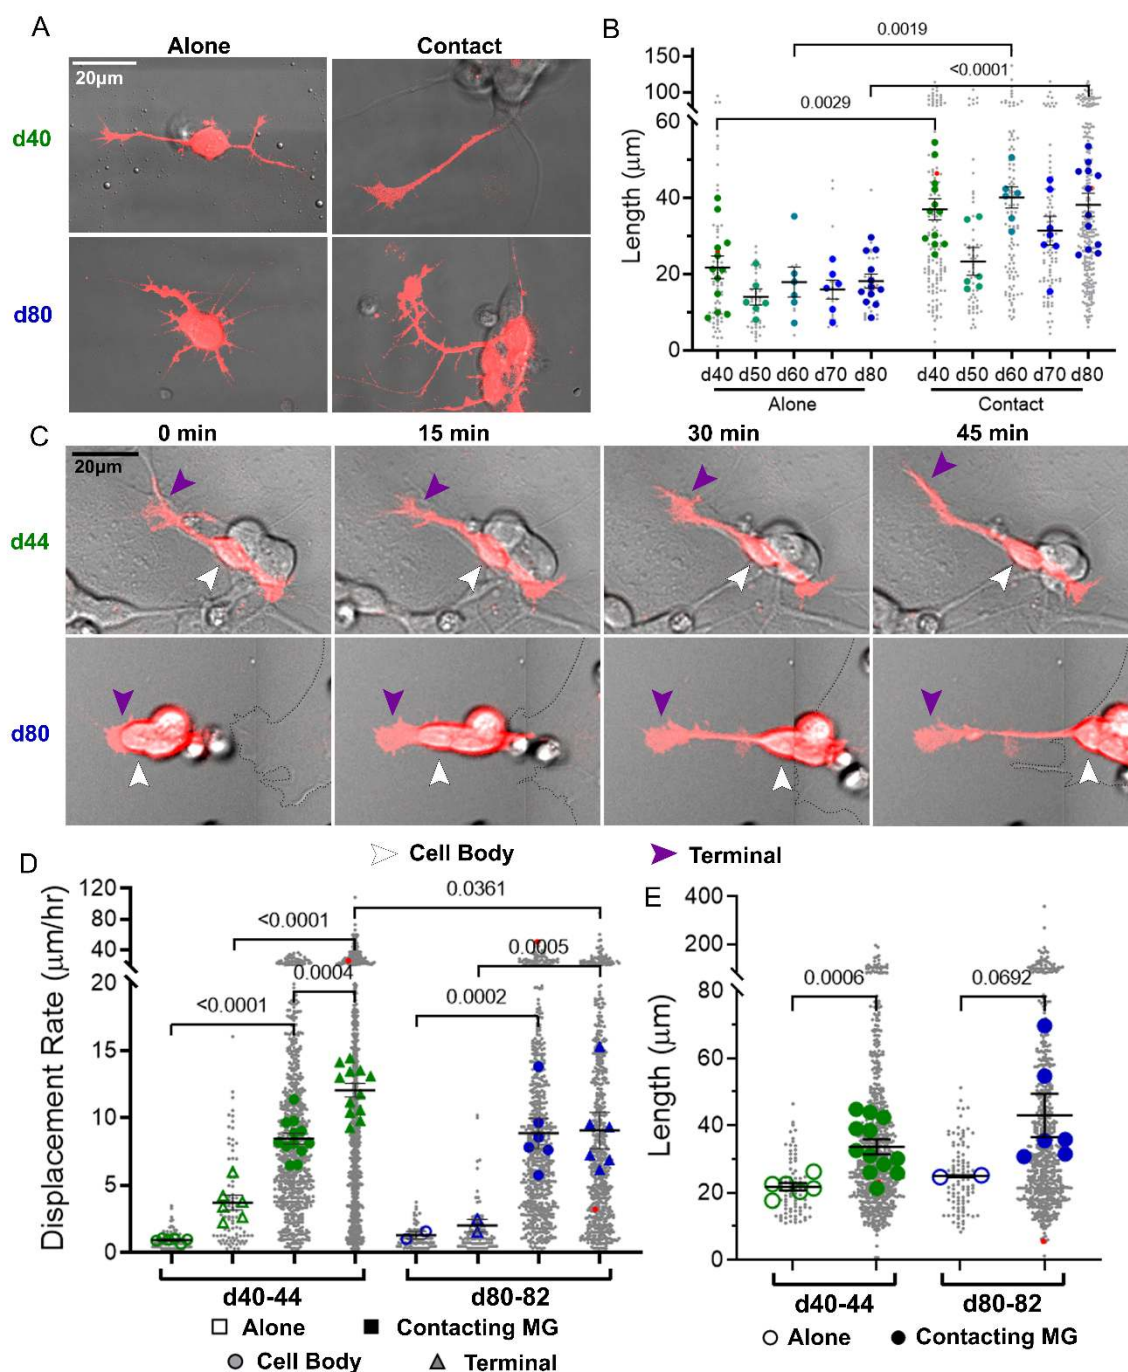 A
Alone
Contact
20µm
d40
d80
B
Length (µm)
150
100
60
40
20
0
0.0019
<0.0001
0.0029
d40 d50 d60 d70 d80 d40 d50 d60 d70 d80
Alone Contact
C
0 min 15 min 30 min 45 min
20µm
d44
d80
Cell Body Terminal
D
Displacement Rate (µm/hr)
120
80
40
20
15
10
5
0
<0.0001
0.0361
<0.0001
0.0004
0.0005
0.0002
d40-44 d80-82
Alone Contacting MG
Cell Body Terminal
E
Length (µm)
400
200
80
60
40
20
0
0.0006
0.0692
d40-44 d80-82
Alone Contacting MG